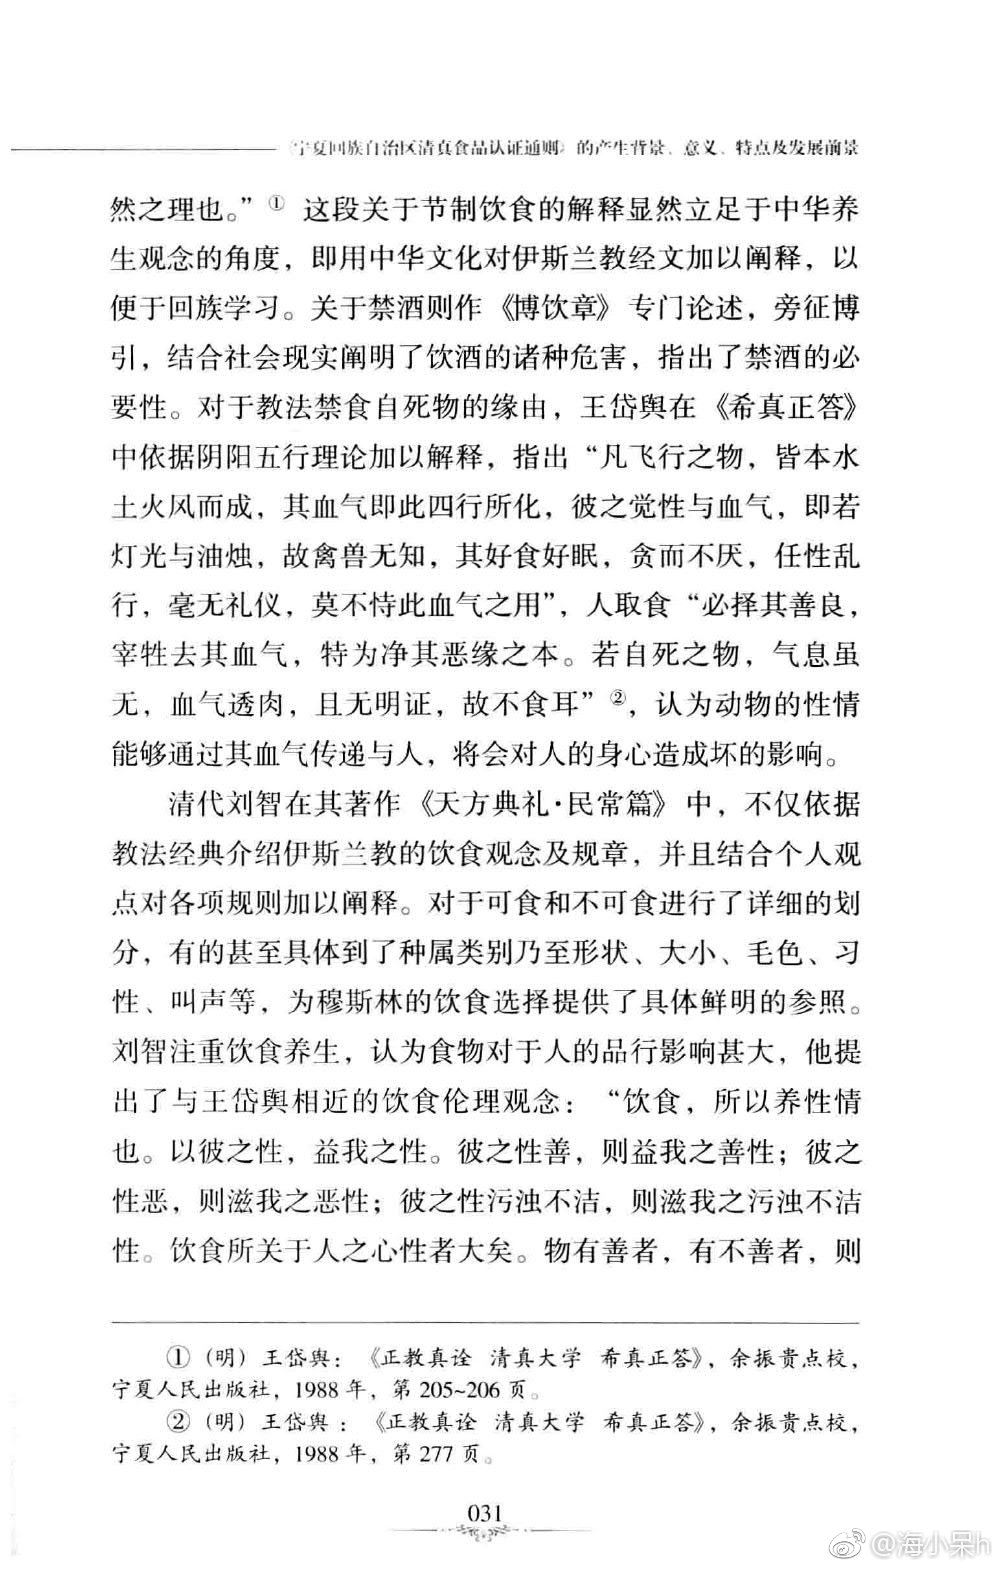 《宁夏回族自治区清真食品认证通则》的产生背景、意义、特点及发展前景
然之理也。”① 这段关于节制饮食的解释显然立足于中华养
生观念的角度，即用中华文化对伊斯兰教经文加以阐释，以
便于回族学习。关于禁酒则作《博饮章》专门论述，旁征博
引，结合社会现实阐明了饮酒的诸种危害，指出了禁酒的必
要性。对于教法禁食自死物的缘由，王岱舆在《希真正答》
中依据阴阳五行理论加以解释，指出“凡飞行之物，皆本水
土火风而成，其血气即此四行所化，彼之觉性与血气，即若
灯光与油烛，故禽兽无知，其好食好眠，贪而不厌，任性乱
行，毫无礼仪，莫不恃此血气之用”，人取食“必择其善良，
宰牲去其血气，特为净其恶缘之本。若自死之物，气息虽
无，血气透肉，且无明证，故不食耳”②，认为动物的性情
能够通过其血气传递与人，将会对人的身心造成坏的影响。
清代刘智在其著作《天方典礼·民常篇》中，不仅依据
教法经典介绍伊斯兰教的饮食观念及规章，并且结合个人观
点对各项规则加以阐释。对于可食和不可食进行了详细的划
分，有的甚至具体到了种属类别乃至形状、大小、毛色、习
性、叫声等，为穆斯林的饮食选择提供了具体鲜明的参照。
刘智注重饮食养生，认为食物对于人的品行影响甚大，他提
出了与王岱舆相近的饮食伦理观念：“饮食，所以养性情
也。以彼之性，益我之性。彼之性善，则益我之善性；彼之
性恶，则滋我之恶性；彼之性污浊不洁，则滋我之污浊不洁
性。饮食所关于人之心性者大矣。物有善者，有不善者，则
①（明）王岱舆：《正教真诠 清真大学 希真正答》，余振贵点校，
宁夏人民出版社，1988 年，第 205~206 页。
②（明）王岱舆：《正教真诠 清真大学 希真正答》，余振贵点校，
宁夏人民出版社，1988 年，第 277 页。
031
@海小呆h